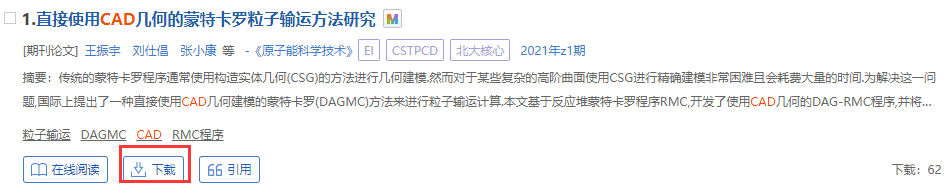 1.直接使用CAD几何的蒙特卡罗粒子输运方法研究 M
[期刊论文] 王振宇 刘仕倡 张小康 等 -《原子能科学技术》 EI CSTPCD 北大核心 2021年z1期
摘要：传统的蒙特卡罗程序通常使用构造实体几何(CSG)的方法进行几何建模,然而对于某些复杂的高阶曲面使用CSG进行精确建模非常困难且会耗费大量的时间.为解决这一问
题,国际上提出了一种直接使用CAD几何建模的蒙特卡罗(DAGMC)方法来进行粒子输运计算.本文基于反应堆蒙特卡罗程序RMC,开发了使用CAD几何的DAG-RMC程序,并将...
粒子输运 DAGMC CAD RMC程序
在线阅读 下载 引用 下载：62